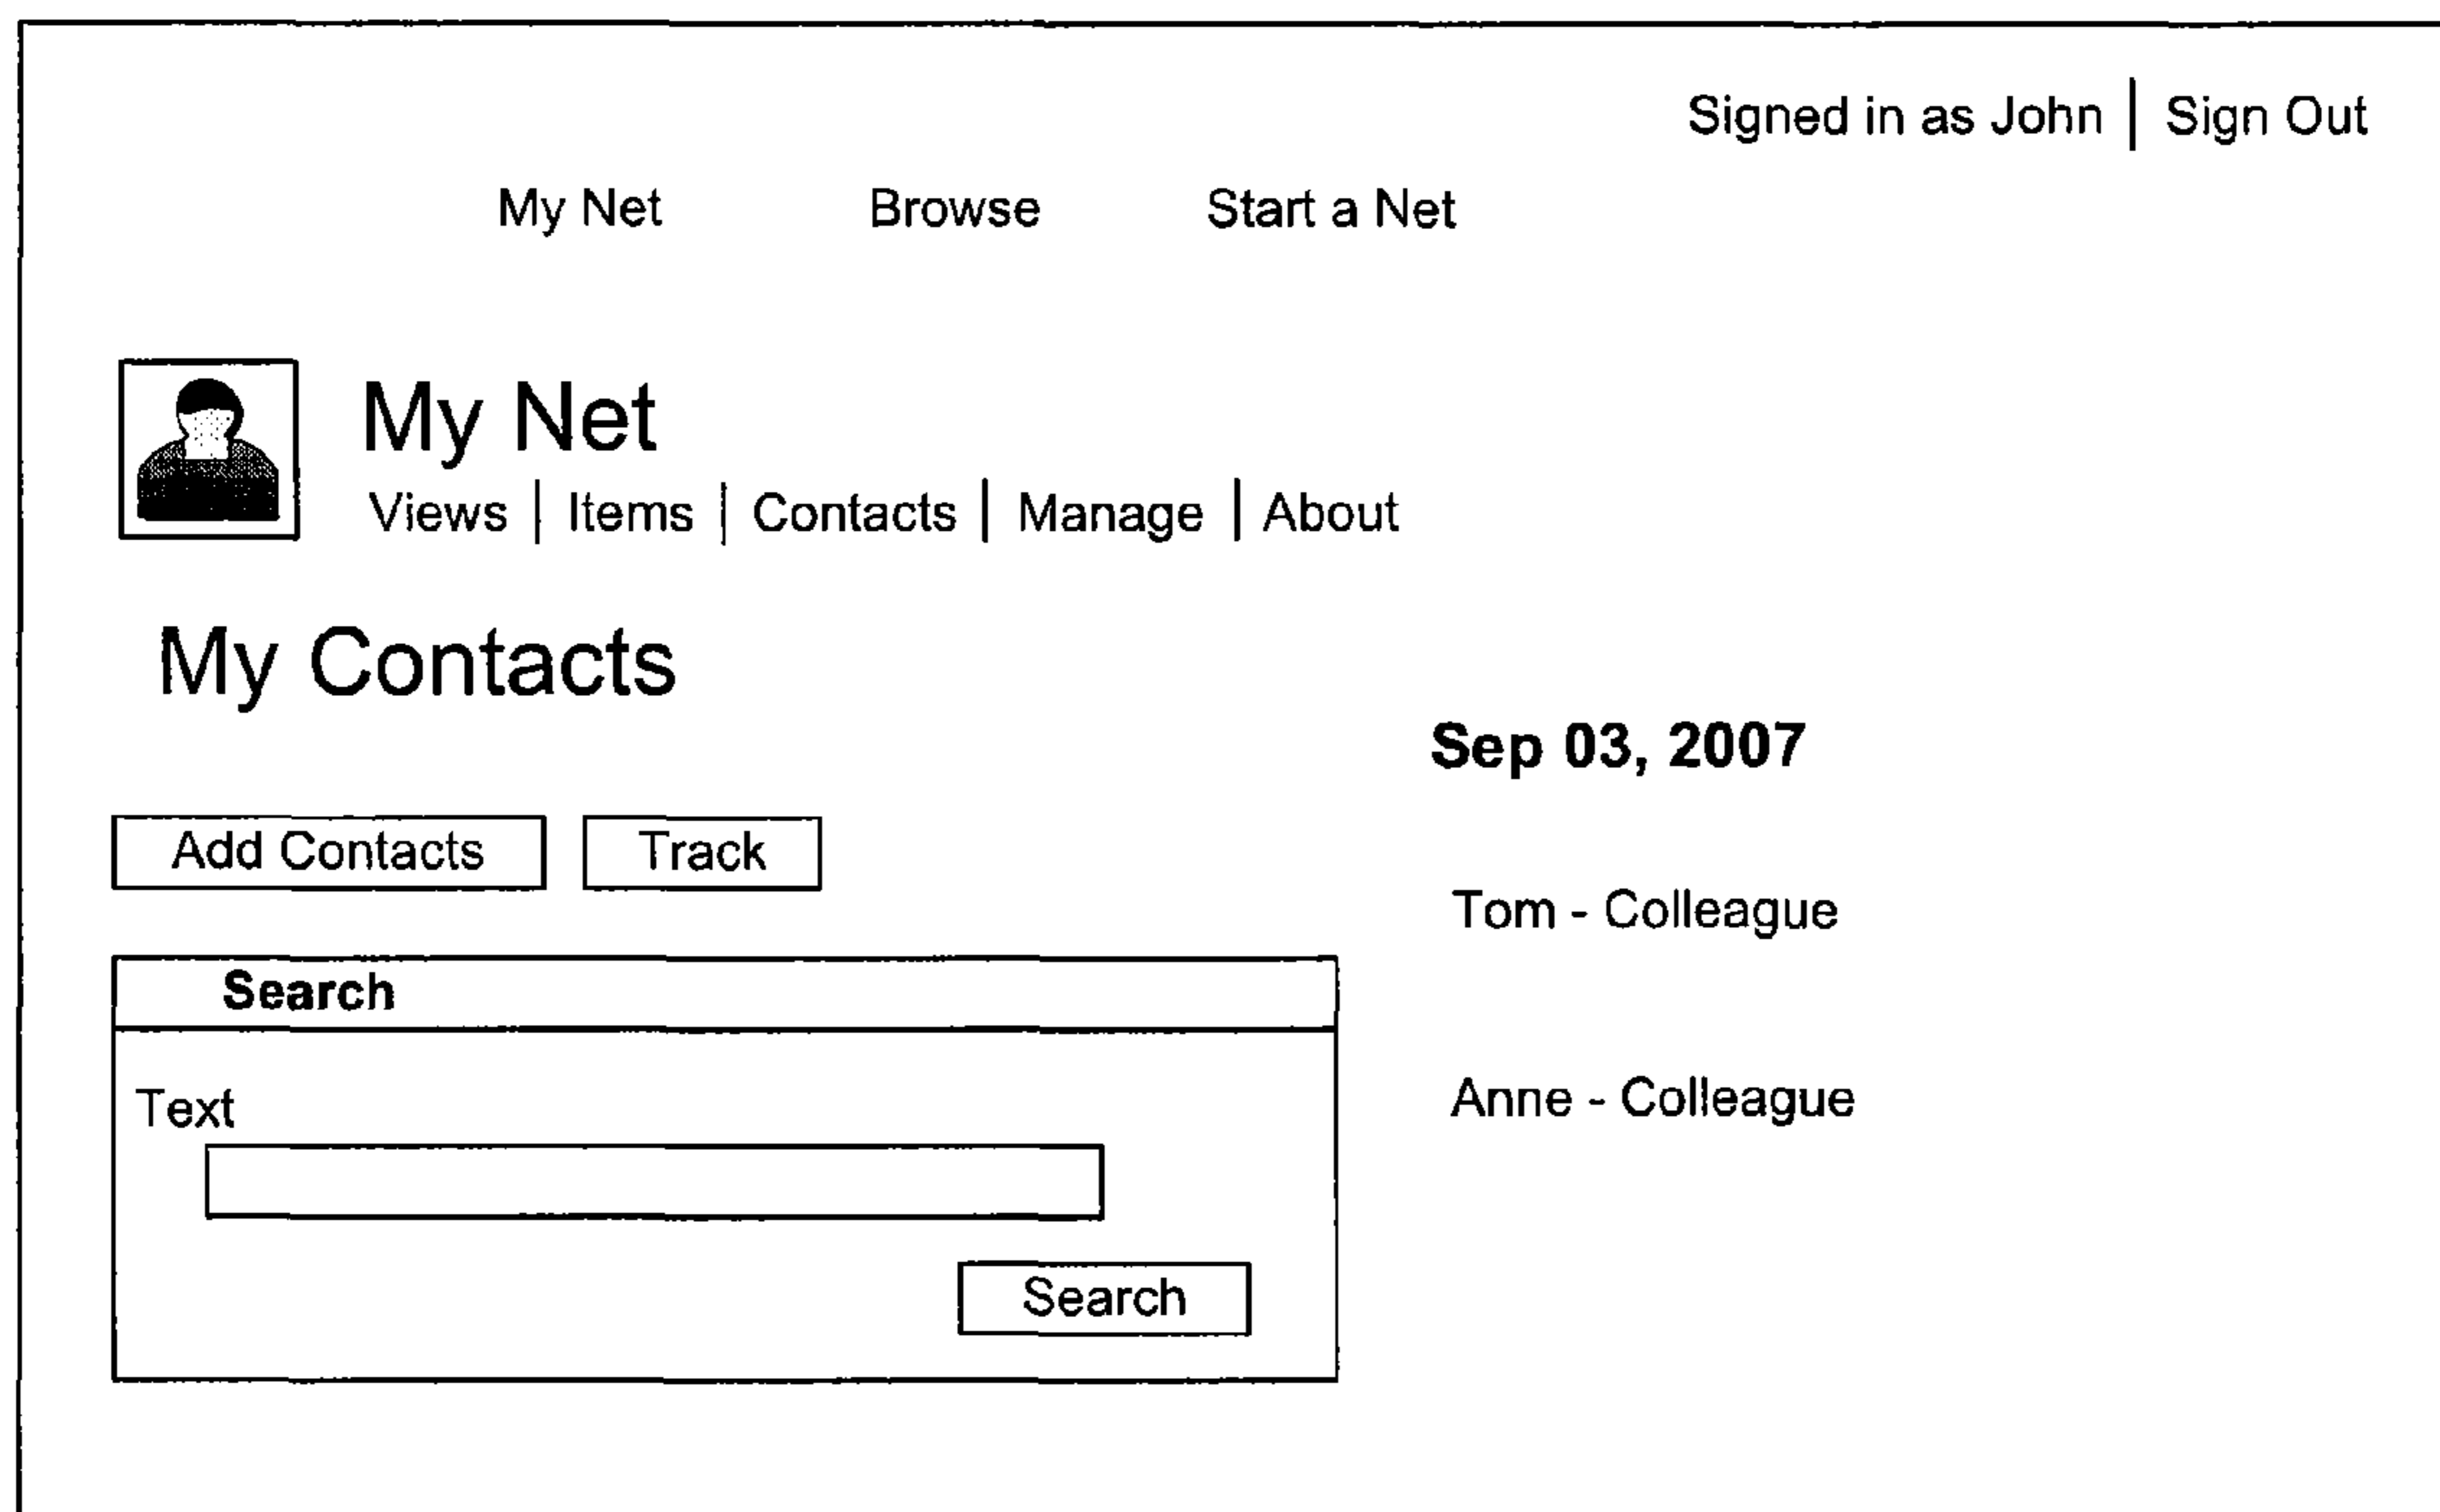 Signed in as John | Sign Out
My Net Browse Start a Net
My Net
Views | Items | Contacts | Manage | About
My Contacts
Sep 03, 2007
Add Contacts Track
Tom - Colleague
Search
Text
Anne - Colleague
Search